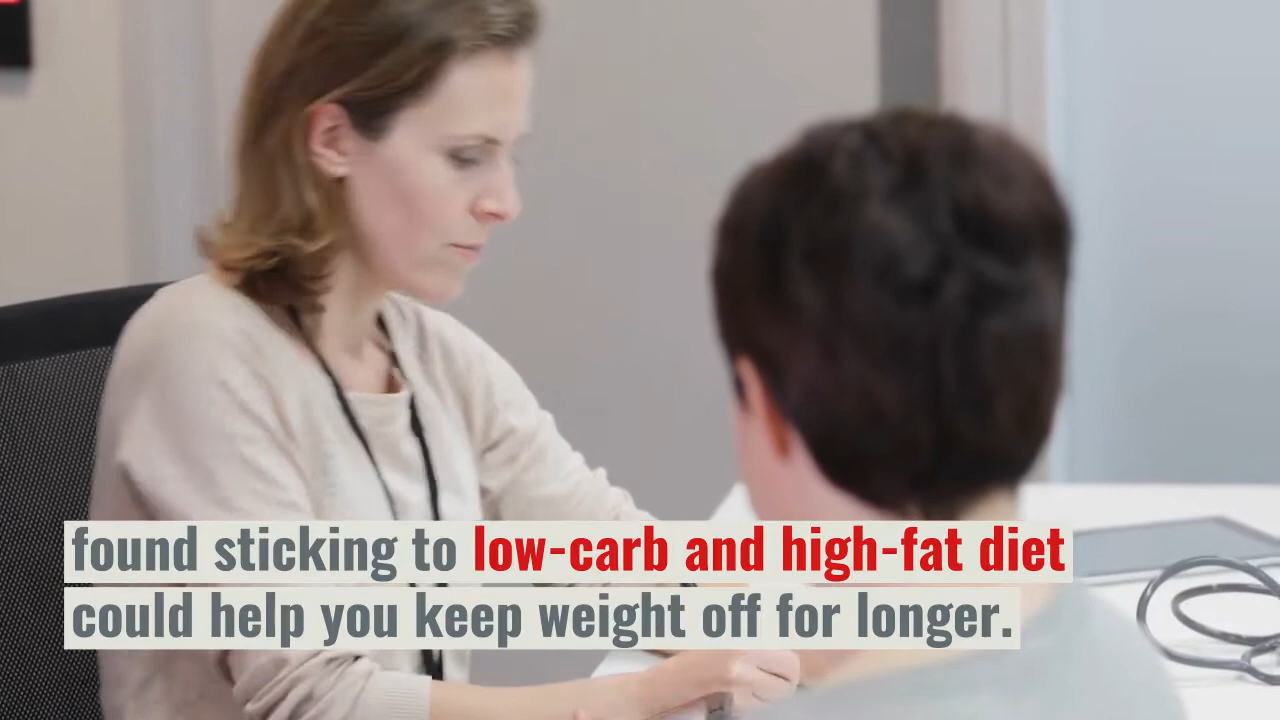 found sticking to low-carb and high-fat diet
could help you keep weight off for longer.